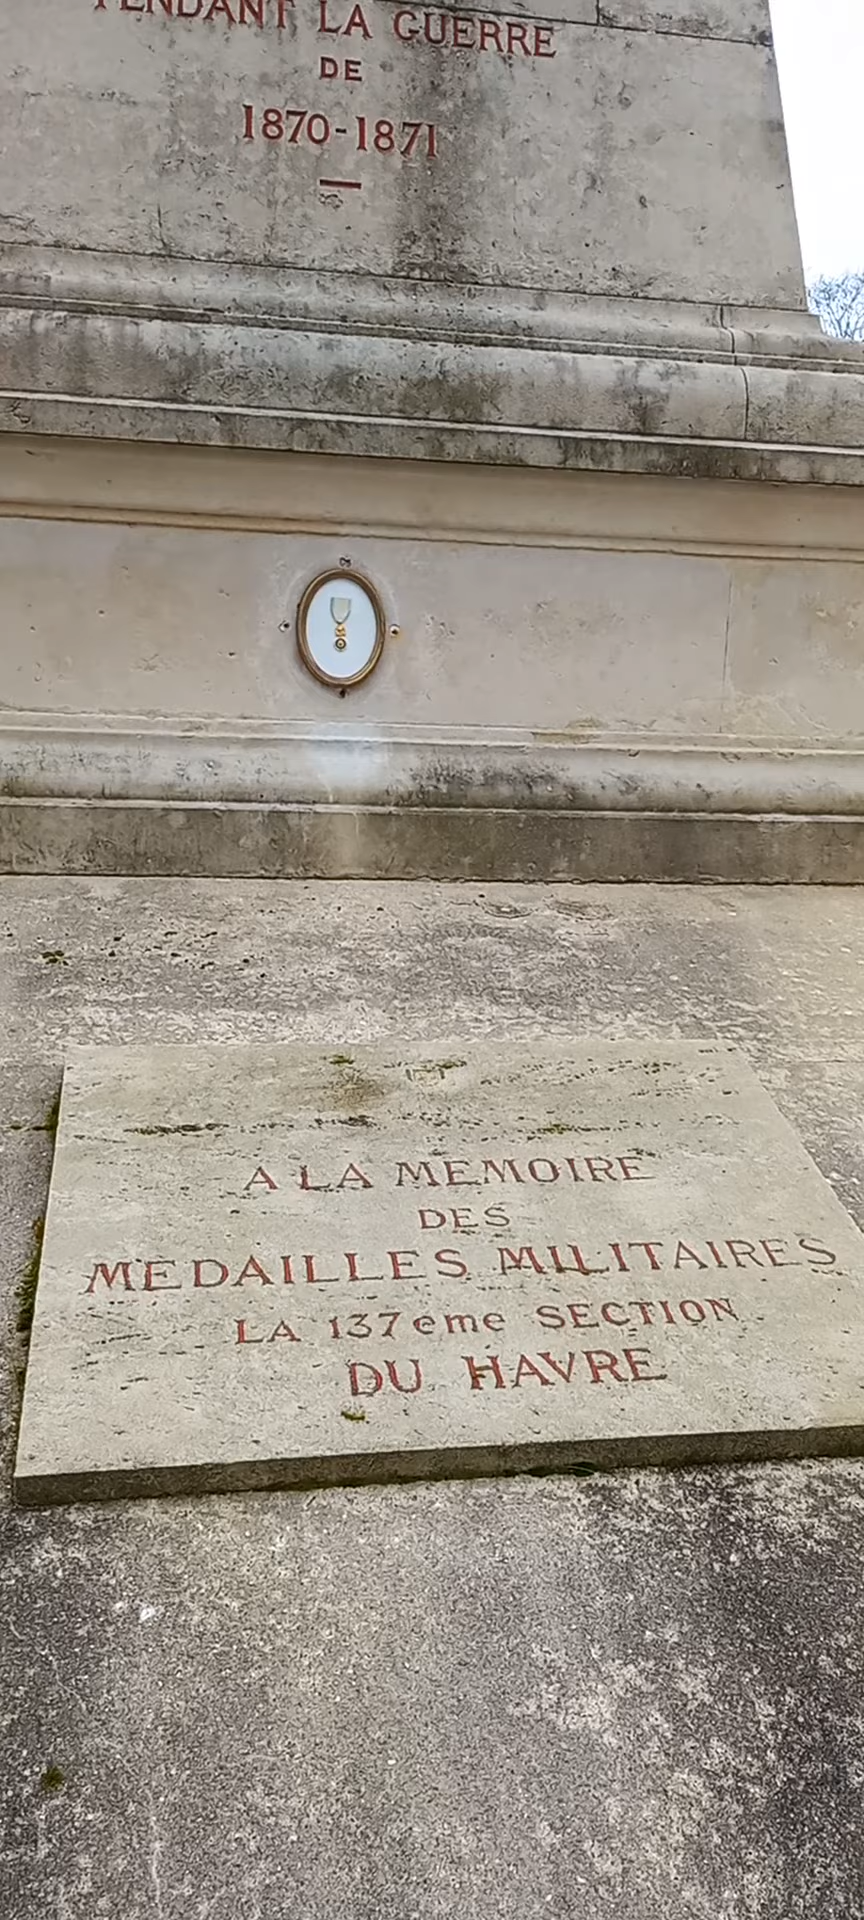 PENDANT LA GUERRE
DE
1870-1871
A LA MEMOIRE
DES
MEDAILLES MILITAIRES
LA 137eme SECTION
DU HAVRE